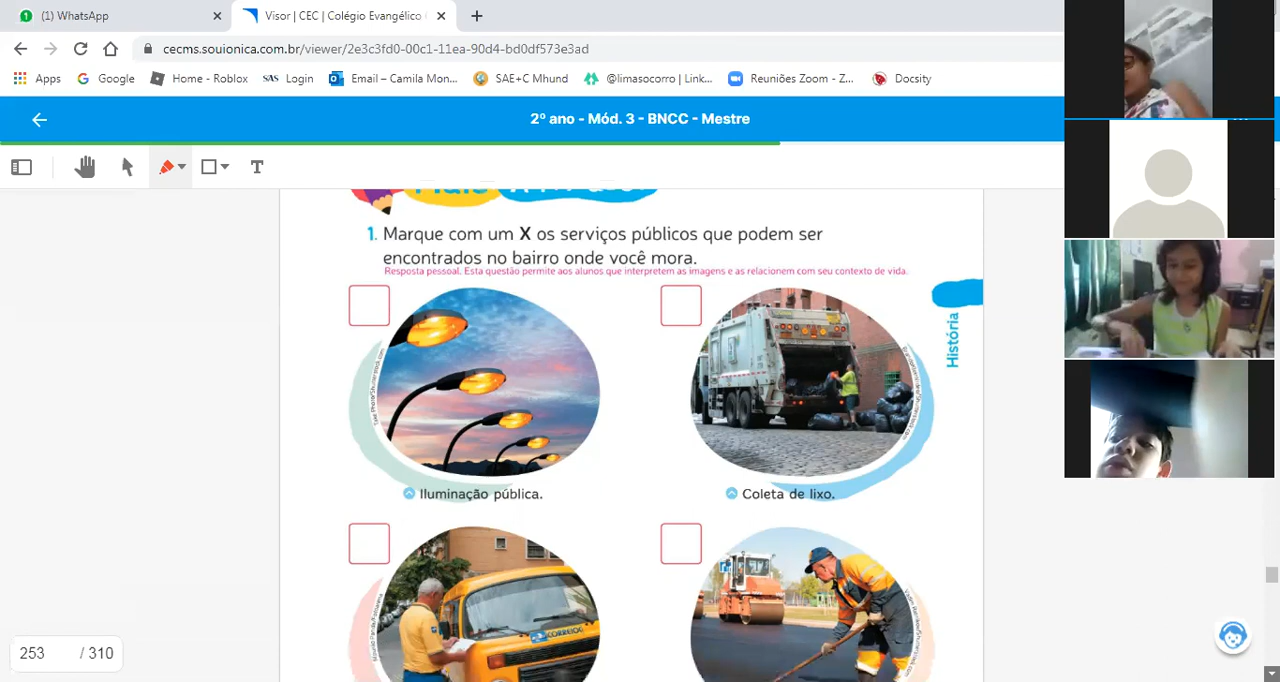 (1) WhatsApp
Visor | CEC | Colégio Evangélico
cecms.souionica.com.br/viewer/2e3c3fd0-00c1-11ea-90d4-bd0df573e3ad
Apps Google Home - Roblox SAS Login Email – Camila Mon... SAE+C Mhund @limasocorro | Link... Reuniões Zoom - Z... Docsity
2º ano - Mód. 3 - BNCC - Mestre
T
1. Marque com um X os serviços públicos que podem ser
encontrados no bairro onde você mora.
Resposta pessoal. Esta questão permite aos alunos que interpretem as imagens e as relacionem com seu contexto de vida.
História
Iluminação pública.
Coleta de lixo.
CORREIOS
253 / 310